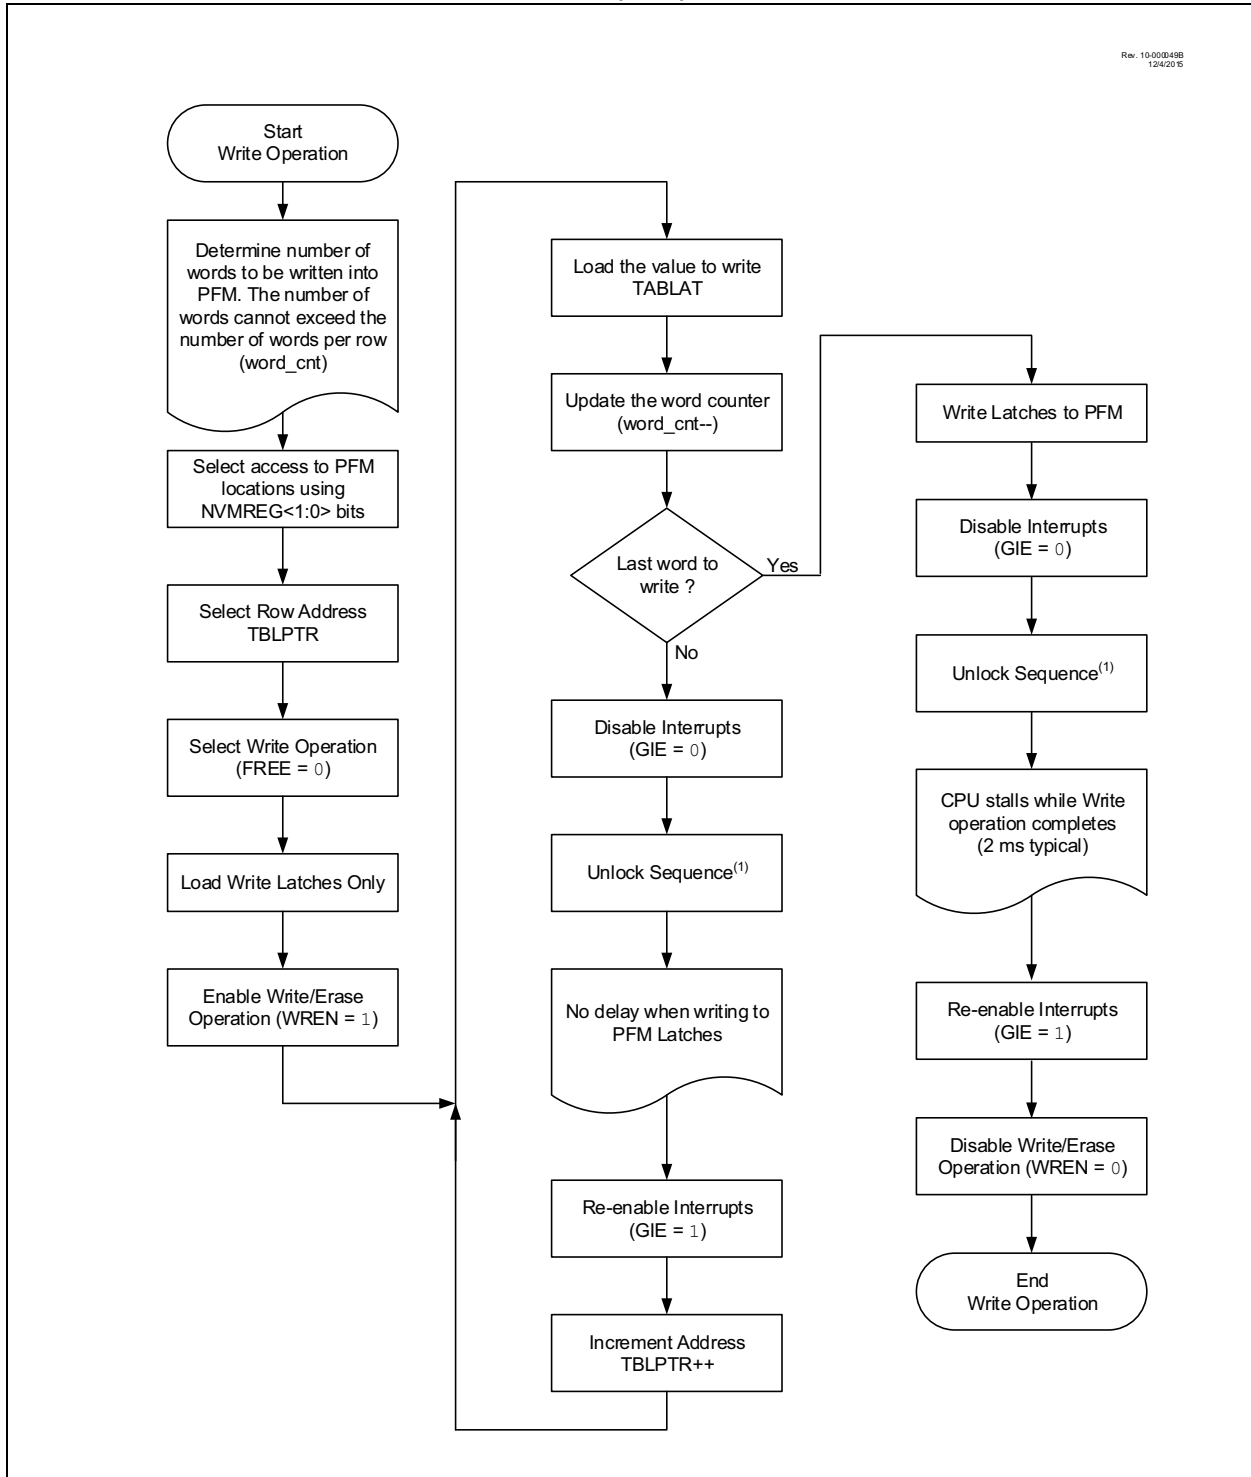 Rev. 10-000049B
12/4/2015
Start
Write Operation
Determine number of
words to be written into
PFM. The number of
words cannot exceed the
number of words per row
(word_cnt)
Select access to PFM
locations using
NVMREG<1:0> bits
Select Row Address
TBLPTR
Select Write Operation
(FREE = 0)
Load Write Latches Only
Enable Write/Erase
Operation (WREN = 1)
Load the value to write
TABLAT
Update the word counter
(word_cnt--)
Last word to
write ?
Yes
No
Disable Interrupts
(GIE = 0)
Unlock Sequence(1)
No delay when writing to
PFM Latches
Re-enable Interrupts
(GIE = 1)
Increment Address
TBLPTR++
Write Latches to PFM
Disable Interrupts
(GIE = 0)
Unlock Sequence(1)
CPU stalls while Write
operation completes
(2 ms typical)
Re-enable Interrupts
(GIE = 1)
Disable Write/Erase
Operation (WREN = 0)
End
Write Operation